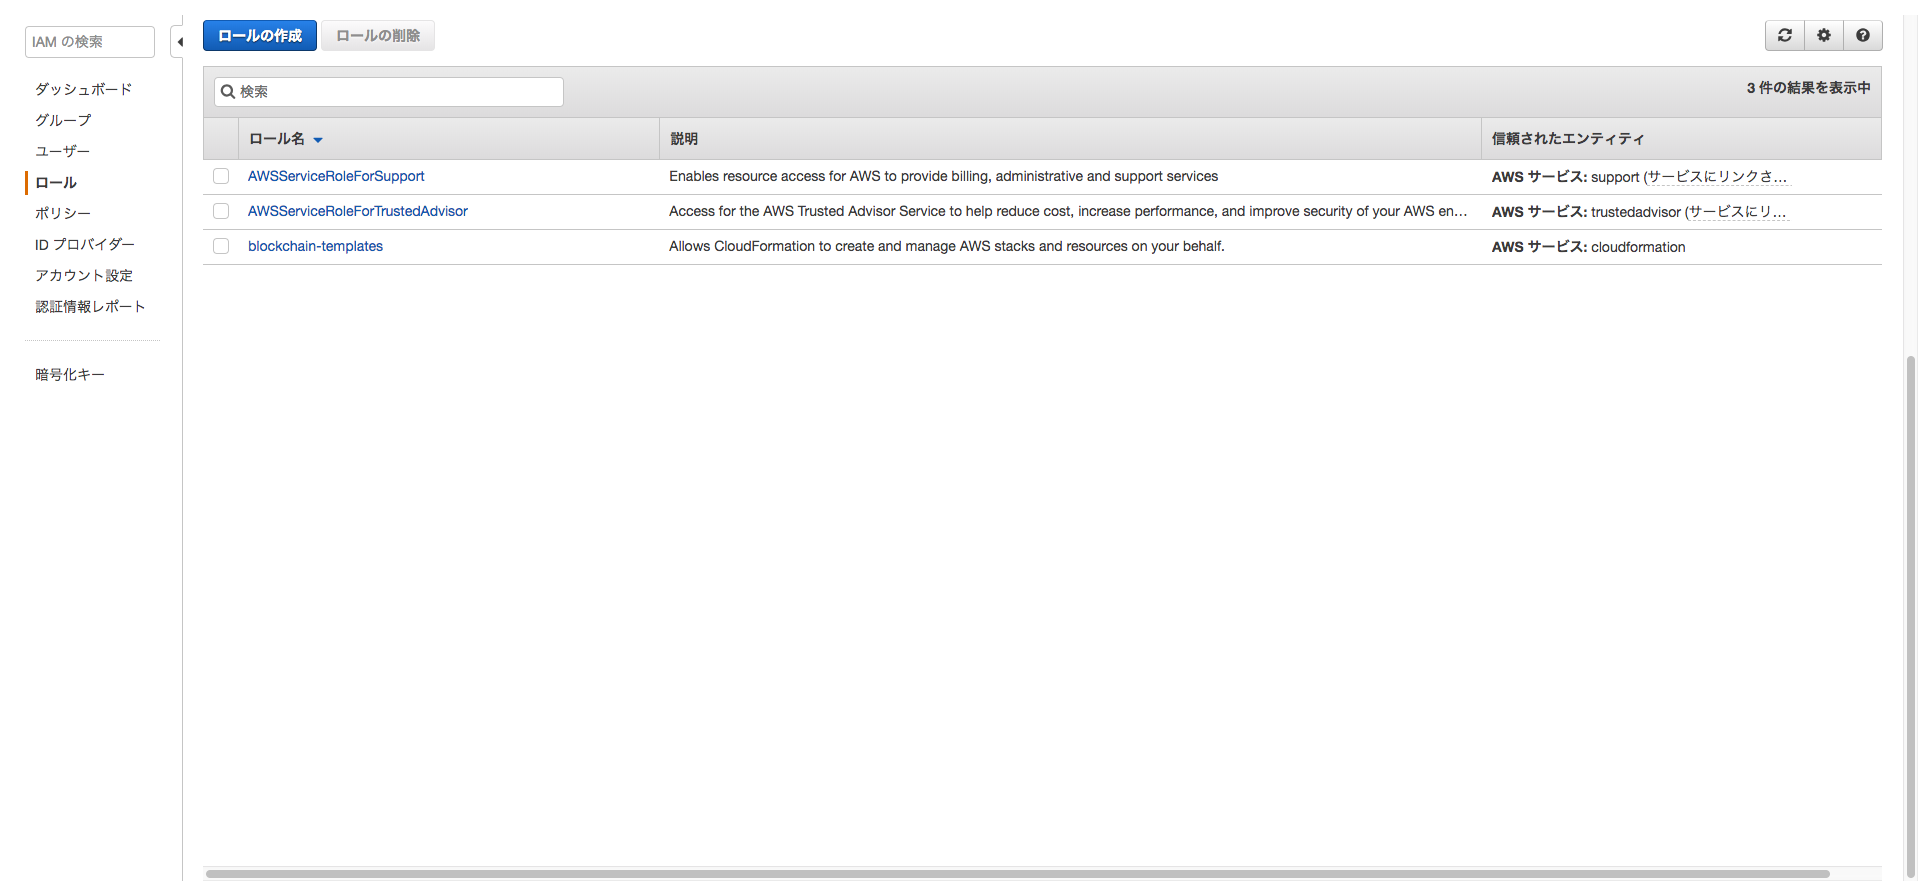 IAM の検索
ダッシュボード
グループ
ユーザー
ロール
ポリシー
ID プロバイダー
アカウント設定
認証情報レポート
暗号化キー
ロールの作成 ロールの削除
検索 3 件の結果を表示中
ロール名 説明 信頼されたエンティティ
AWSServiceRoleForSupport Enables resource access for AWS to provide billing, administrative and support services AWS サービス: support (サービスにリンクさ...
AWSServiceRoleForTrustedAdvisor Access for the AWS Trusted Advisor Service to help reduce cost, increase performance, and improve security of your AWS en... AWS サービス: trustedadvisor (サービスにリ...
blockchain-templates Allows CloudFormation to create and manage AWS stacks and resources on your behalf. AWS サービス: cloudformation